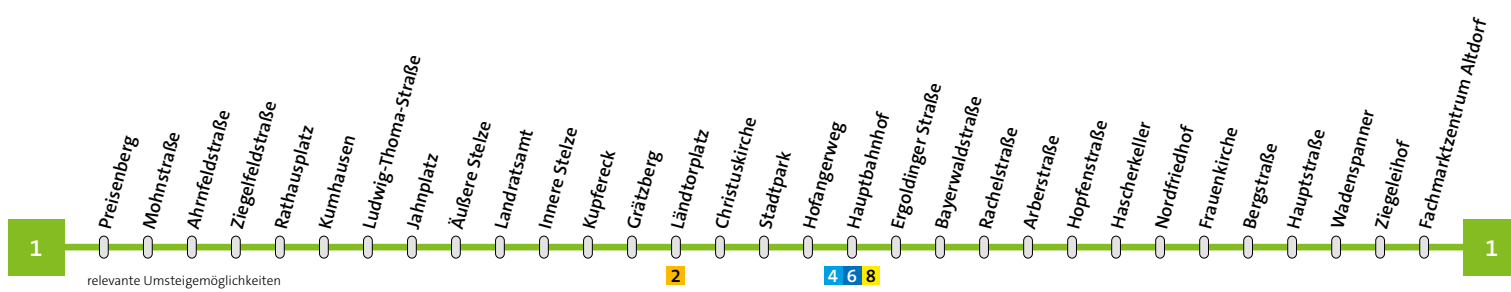 1
Preisenberg
Mohnstraße
Ahrnfeldstraße
Ziegelfeldstraße
Rathausplatz
Kumhausen
Ludwig-Thoma-Straße
Jahnplatz
Äußere Stelze
Landratsamt
Innere Stelze
Kupfereck
Grätzberg
Ländtorplatz
Christuskirche
Stadtpark
Hofangerweg
Hauptbahnhof
Ergoldinger Straße
Bayerwaldstraße
Rachelstraße
Arberstraße
Hopfenstraße
Hascherkeller
Nordfriedhof
Frauenkirche
Bergstraße
Hauptstraße
Wadenspanner
Ziegeleihof
Fachmarktzentrum Altdorf
1
relevante Umsteigemöglichkeiten
2
4 6 8